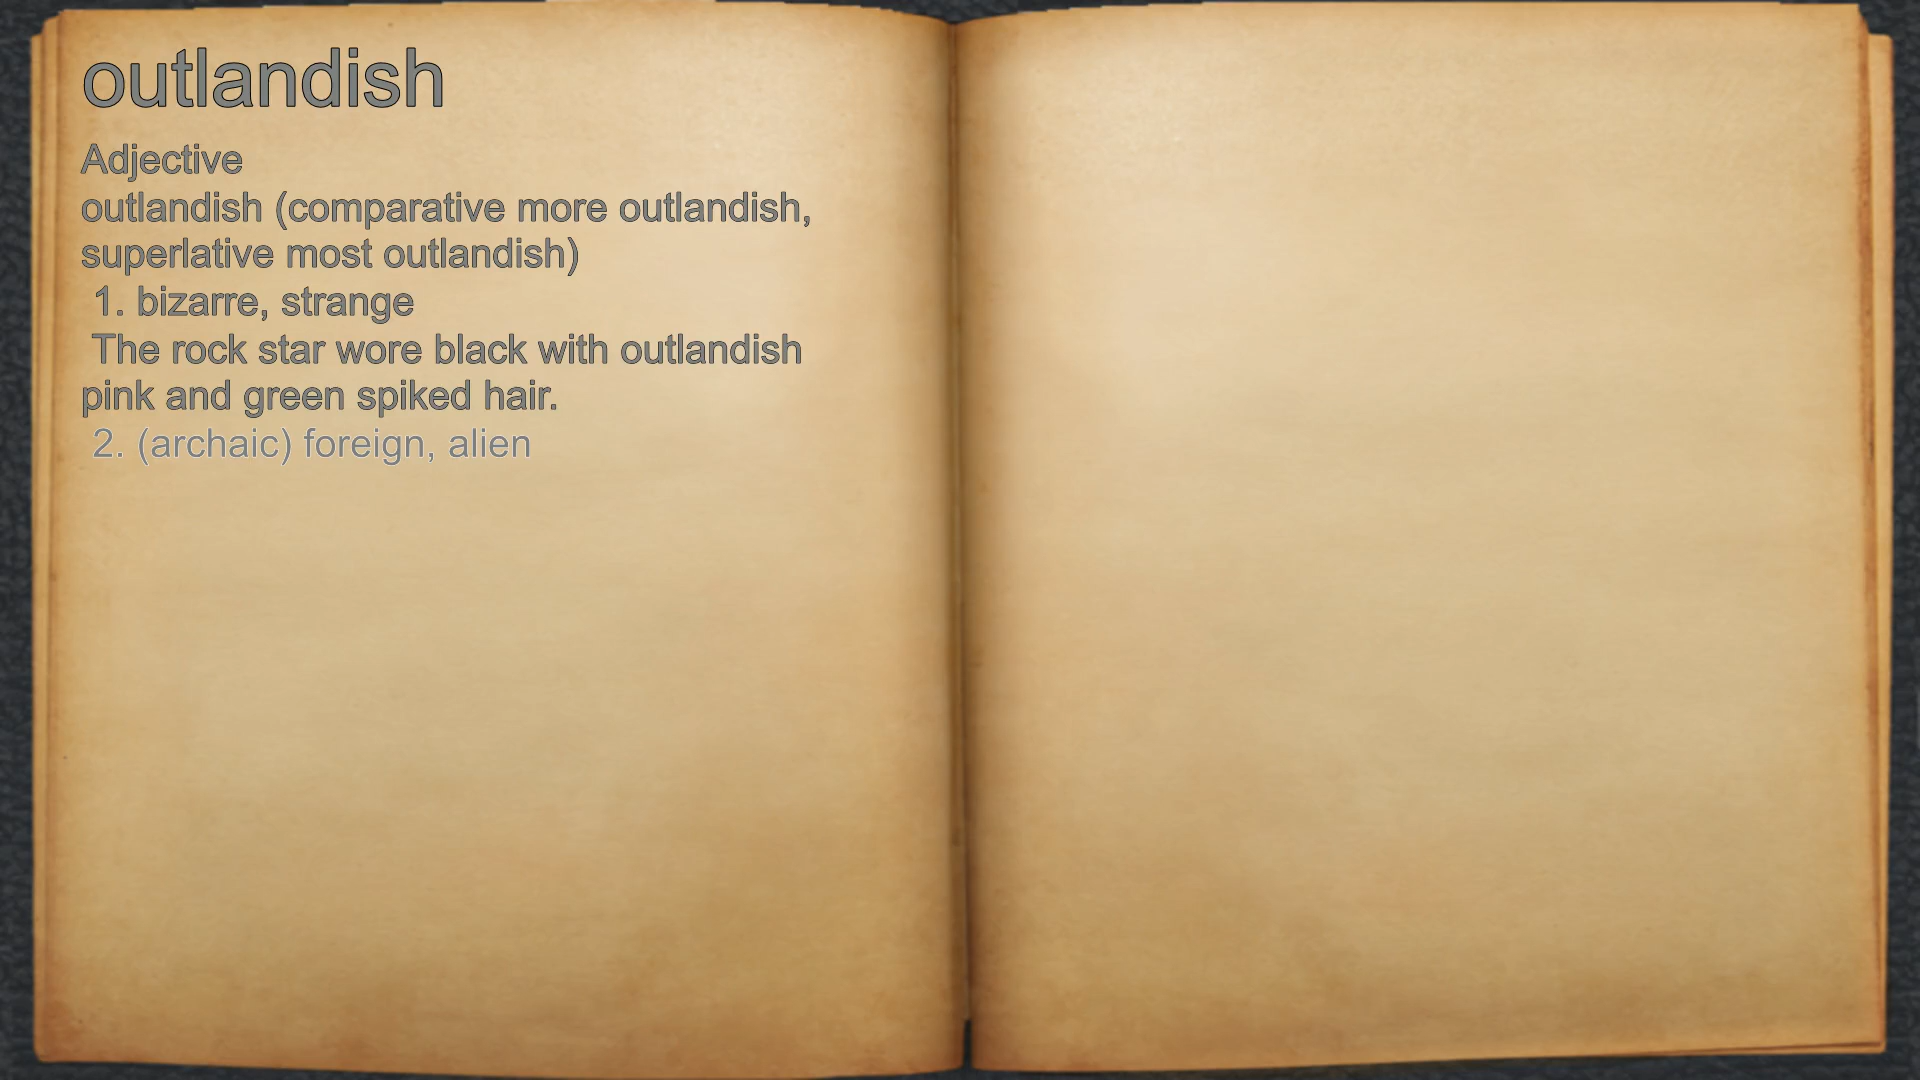 outlandish
Adjective
outlandish (comparative more outlandish,
superlative most outlandish)
1. bizarre, strange
The rock star wore black with outlandish
pink and green spiked hair.
2. (archaic) foreign, alien